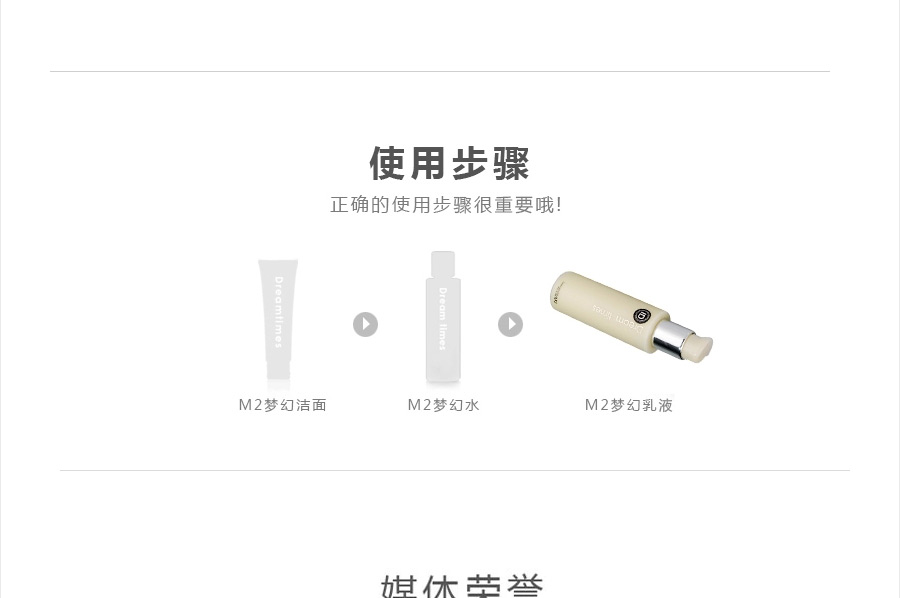 使用步骤
正确的使用步骤很重要哦!
Dreamtimes
Dream times
M2梦幻洁面
M2梦幻水
M2梦幻乳液
媒体荣誉